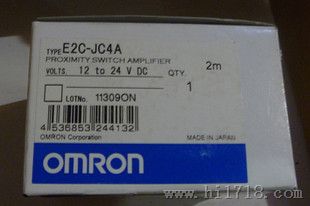 TYPE E2C-JC4A
PROXIMITY SWITCH AMPLIFIER
VOLTS. 12 to 24 V DC QTY. 2m
1
LOTNo. 11309ON
4 536853 244132
OMRON Corporation MADE IN JAPAN
OMRON
www.hi1718.com